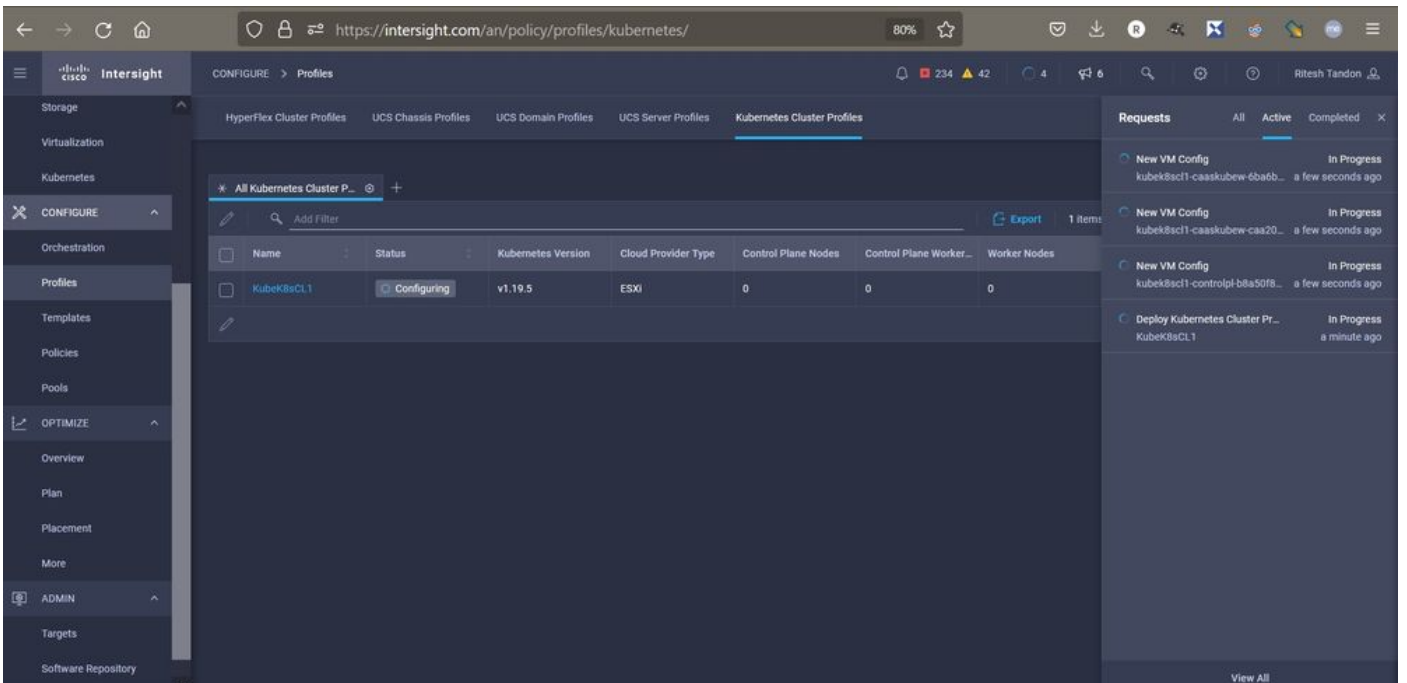 https://intersight.com/an/policy/profiles/kubernetes/
80%
R
cisco Intersight
CONFIGURE > Profiles
234 42 4 6
Ritesh Tandon
Storage
Virtualization
Kubernetes
CONFIGURE
Orchestration
Profiles
Templates
Policies
Pools
OPTIMIZE
Overview
Plan
Placement
More
ADMIN
Targets
Software Repository
HyperFlex Cluster Profiles UCS Chassis Profiles UCS Domain Profiles UCS Server Profiles Kubernetes Cluster Profiles
All Kubernetes Cluster P...
Add Filter Export 1 items
Name Status Kubernetes Version Cloud Provider Type Control Plane Nodes Control Plane Worker... Worker Nodes
KubeK8sCL1 Configuring v1.19.5 ESXi 0 0 0
Requests All Active Completed
New VM Config In Progress
kubek8scl1-caaskubew-6ba6b... a few seconds ago
New VM Config In Progress
kubek8scl1-caaskubew-caa20... a few seconds ago
New VM Config In Progress
kubek8scl1-controlpl-b8a50f8... a few seconds ago
Deploy Kubernetes Cluster Pr... In Progress
KubeK8sCL1 a minute ago
View All